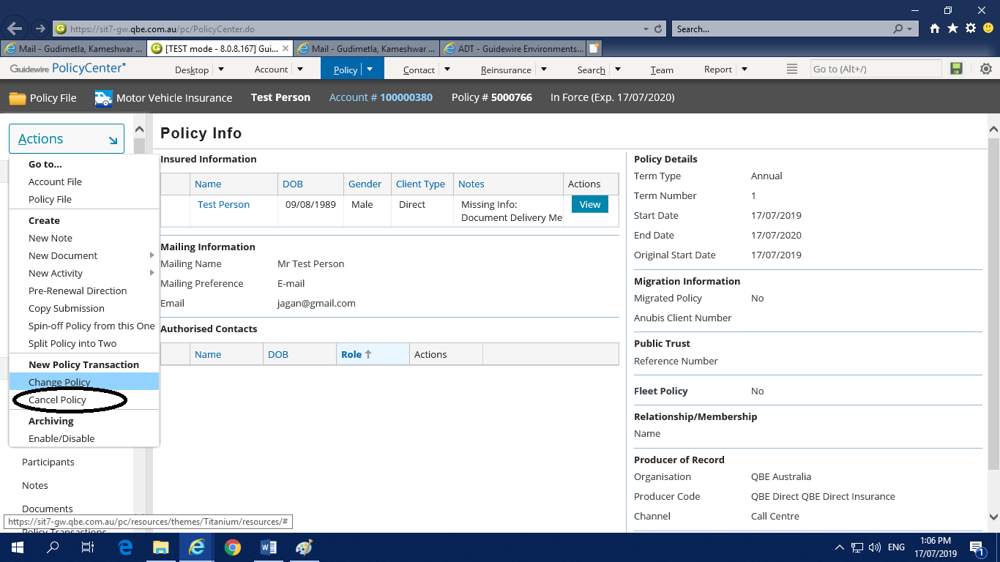 https://sit7-gw.qbe.com.au/pc/PolicyCenter.do
Search...
Mail - Gudimetla, Kameshwar ...
[TEST mode - 8.0.8.167] Gui...
Mail - Gudimetla, Kameshwar ...
ADT - Guidewire Environments...
Guidewire PolicyCenter®
Desktop
Account
Policy
Contact
Reinsurance
Search
Team
Report
Go to (Alt+/)
Policy File
Motor Vehicle Insurance
Test Person
Account # 100000380
Policy # 5000766
In Force (Exp. 17/07/2020)
Actions
Go to...
Account File
Policy File
Create
New Note
New Document
New Activity
Pre-Renewal Direction
Copy Submission
Spin-off Policy from this One
Split Policy into Two
New Policy Transaction
Change Policy
Cancel Policy
Archiving
Enable/Disable
Participants
Notes
Documents
Policy Transactions
https://sit7-gw.qbe.com.au/pc/resources/themes/Titanium/resources/#
Policy Info
Insured Information
Name DOB Gender Client Type Notes Actions
Test Person 09/08/1989 Male Direct Missing Info: View
Document Delivery Me
Mailing Information
Mailing Name Mr Test Person
Mailing Preference E-mail
Email jagan@gmail.com
Authorised Contacts
Name DOB Role Actions
Policy Details
Term Type Annual
Term Number 1
Start Date 17/07/2019
End Date 17/07/2020
Original Start Date 17/07/2019
Migration Information
Migrated Policy No
Anubis Client Number
Public Trust
Reference Number
Fleet Policy No
Relationship/Membership
Name
Producer of Record
Organisation QBE Australia
Producer Code QBE Direct QBE Direct Insurance
Channel Call Centre
ENG
1:06 PM
17/07/2019
1